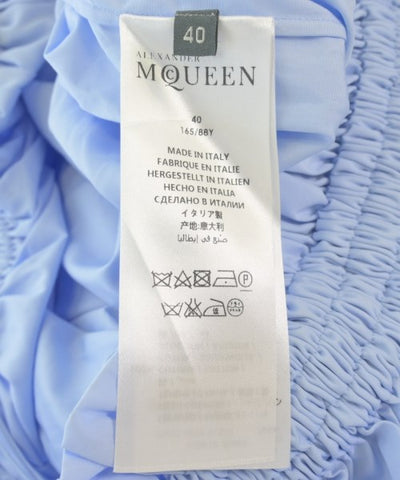 40
ALEXANDER
McQUEEN
40
165/88Y
MADE IN ITALY
FABRIQUE EN ITALIE
HERGESTELLT IN ITALIEN
HECHO EN ITALIA
СДЕЛАНО В ИТАЛИИ
イタリア製
产地:意大利
صنع في إيطاليا
P